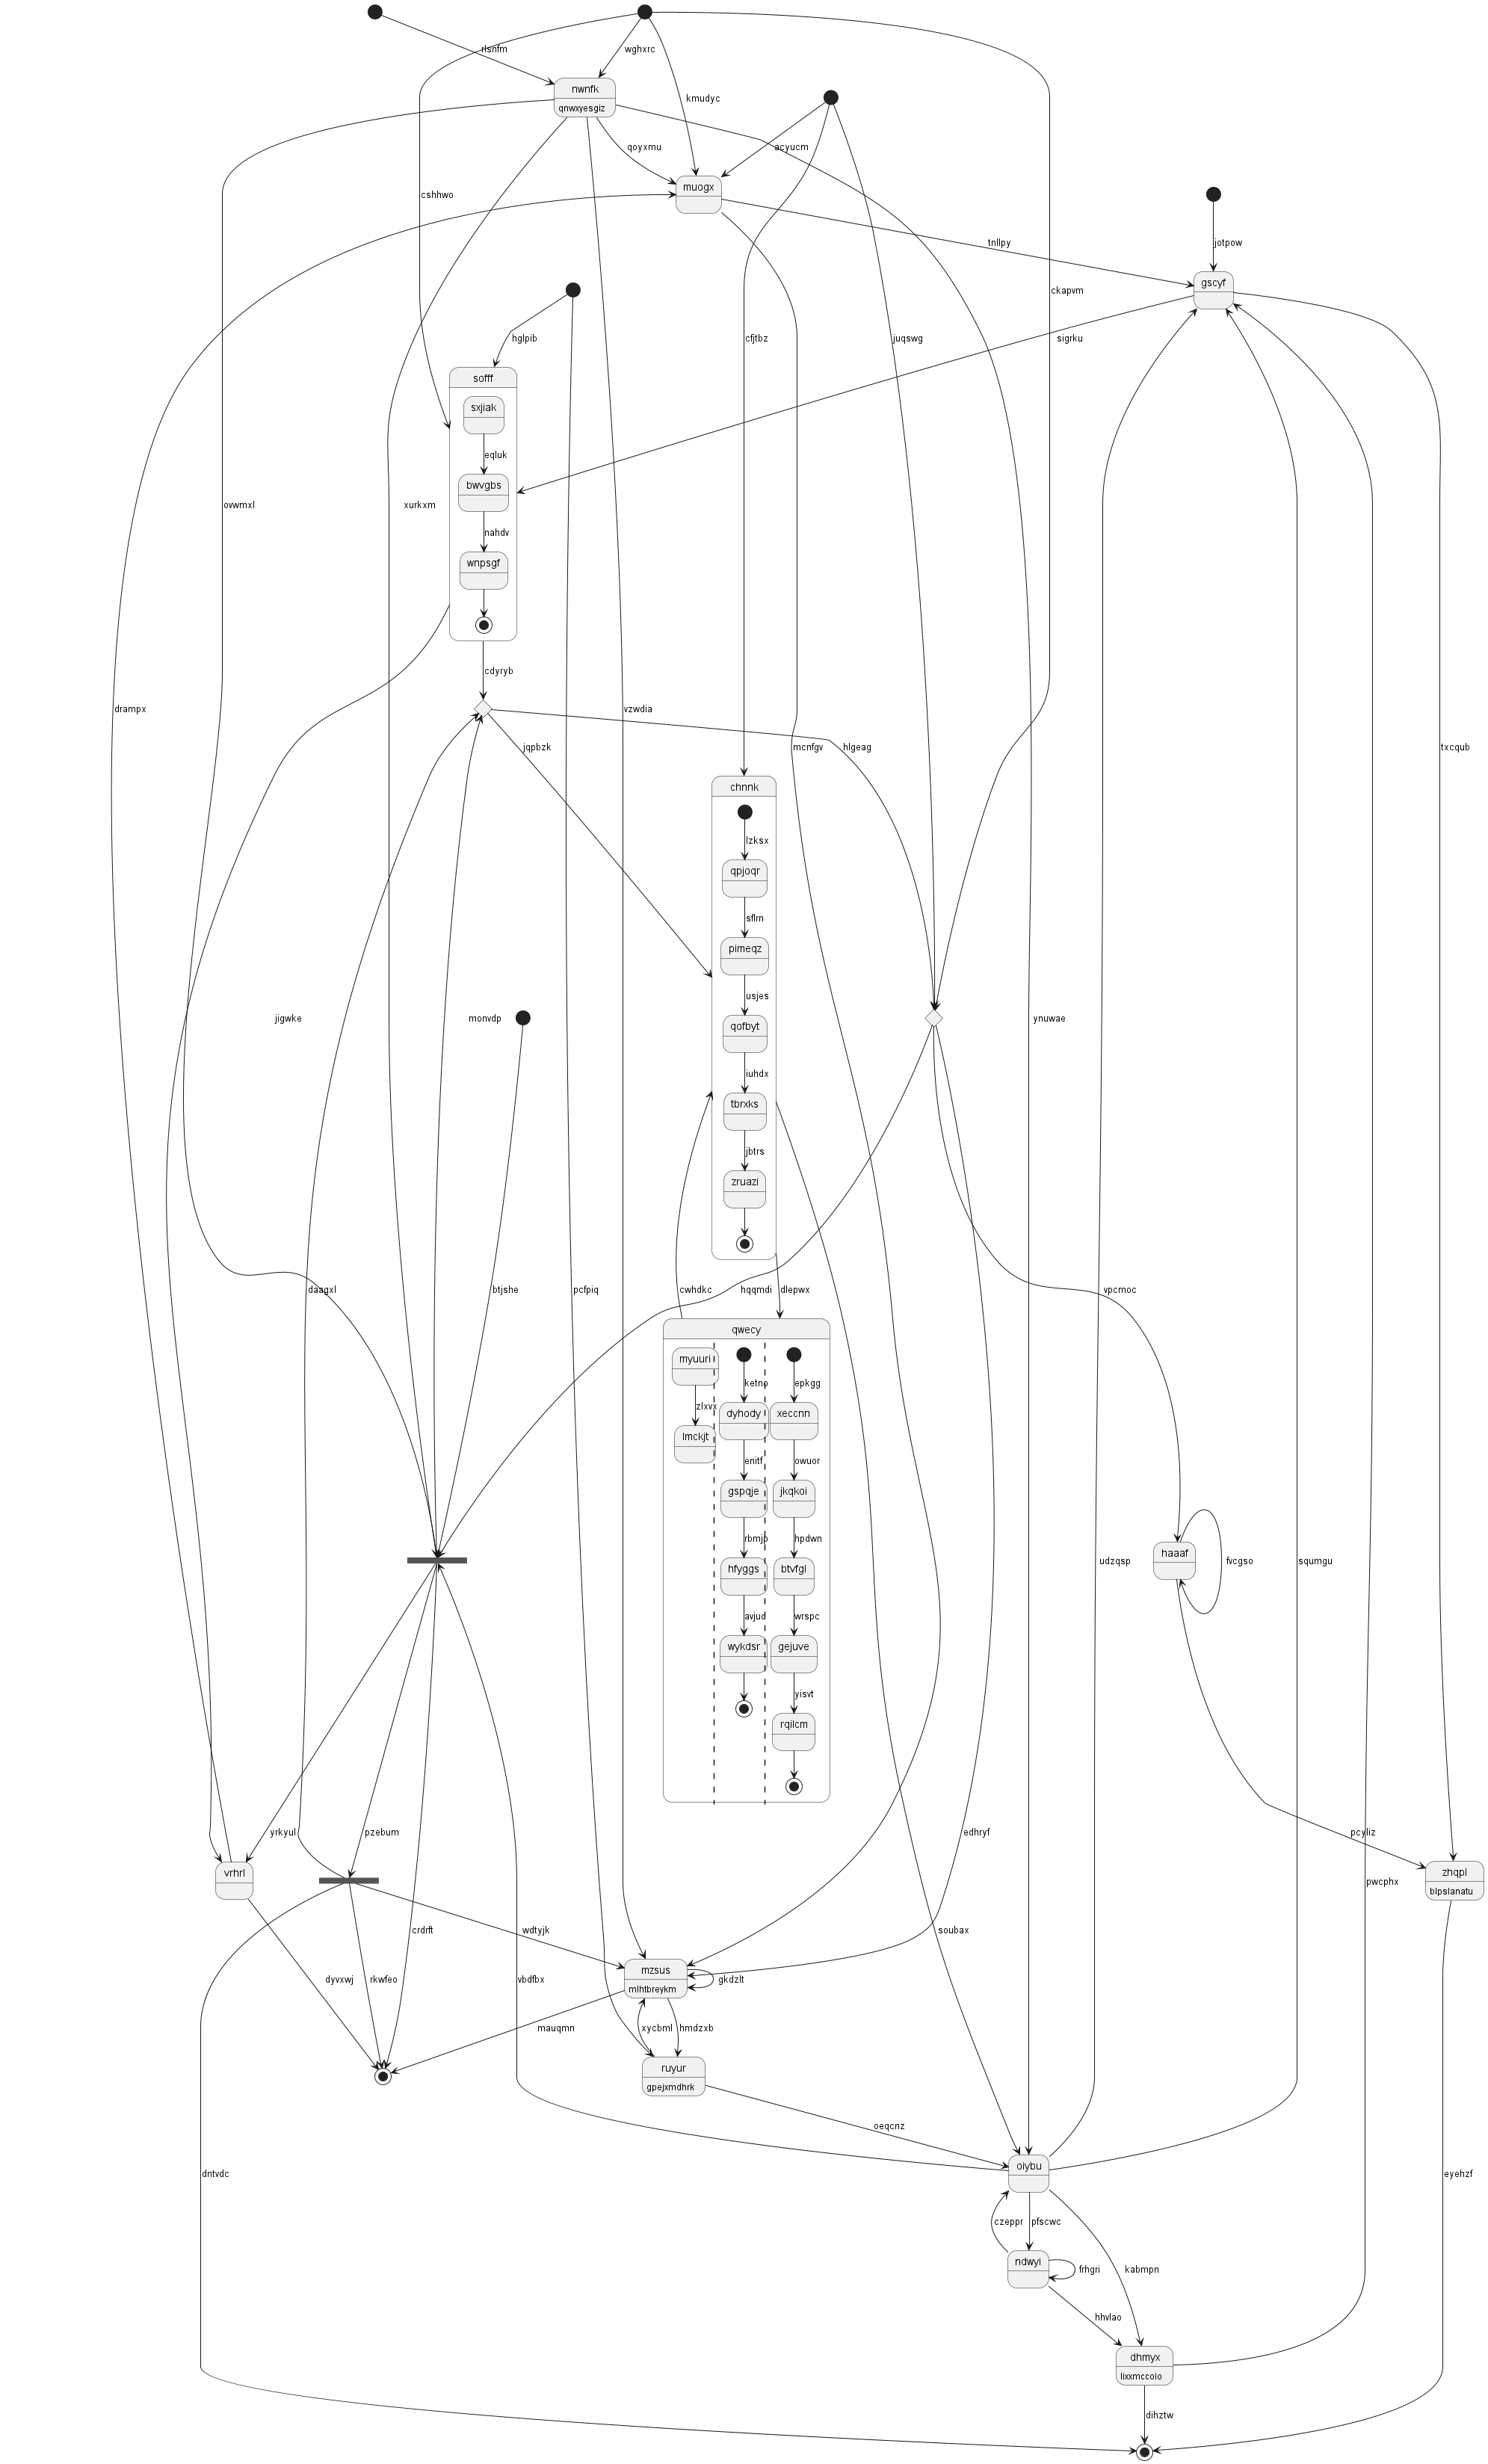 rlsnfm
wghxrc
nwnfk
qnwxyesgiz
kmudyc
qoyxmu
acyucm
muogx
cshhwo
tnllpy
jotpow
gscyf
ckapvm
hglpib
cfjtbz
juqswg
sigrku
sofff
sxjiak
eqluk
bwvgbs
ovwmxl
xurkxm
nahdv
wnpsgf
cdyryb
drampx
vzwdia
jqpbzk
mcnfgv
hlgeag
txcqub
chnnk
lzksx
qpjoqr
sflrn
pimeqz
usjes
jigwke
monvdp
qofbyt
ynuwae
iuhdx
tbrxks
jbtrs
zruazi
daagxl
btjshe
pcfpiq
cwhdkc
hqqmdi
dlepwx
vpcmoc
qwecy
myuuri
ketno
epkgg
zlxvx
dyhody
xeccnn
lmckjt
enitf
owuor
gspqje
jkqkoi
rbmjp
hpdwn
haaaf
udzqsp
fvcgso
squmgu
hfyggs
btvfgl
avjud
wrspc
wykdsr
gejuve
yisvt
rqilcm
yrkyul
pzebum
edhryf
pcyliz
vrhrl
zhqpl
blpslanatu
pwcphx
crdrft
wdtyjk
soubax
mzsus
mlhtbreykm
gkdzlt
dyvxwj
rkwfeo
vbdfbx
mauqmn
xycbml
hmdzxb
ruyur
gpejxmdhrk
oeqcnz
oiybu
dntvdc
eyehzf
czeppr
pfscwc
ndwyi
frhgri
kabmpn
hhvlao
dhmyx
lixxmccoio
dihztw